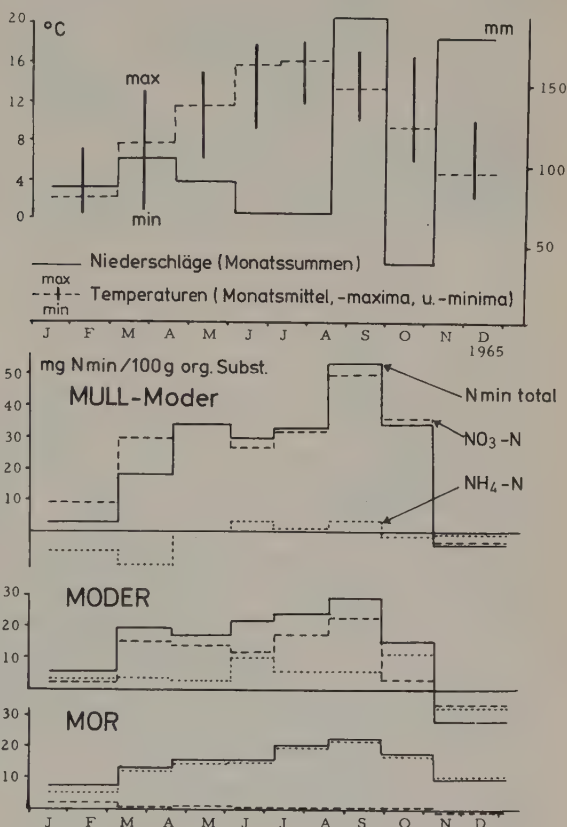 20 °C mm
16
max
12
150
8
4
100
0
min
50
Niederschläge (Monatssummen)
max
min
Temperaturen (Monatsmittel, -maxima, u.-minima)
J F M A M J J A S O N D
1965
50 mg Nmin/100g org. Subst.
MULL-Moder
Nmin total
40
NO3-N
30
20
NH4-N
10
30
MODER
20
10
30
MOR
20
10
J F M A M J J A S O N D